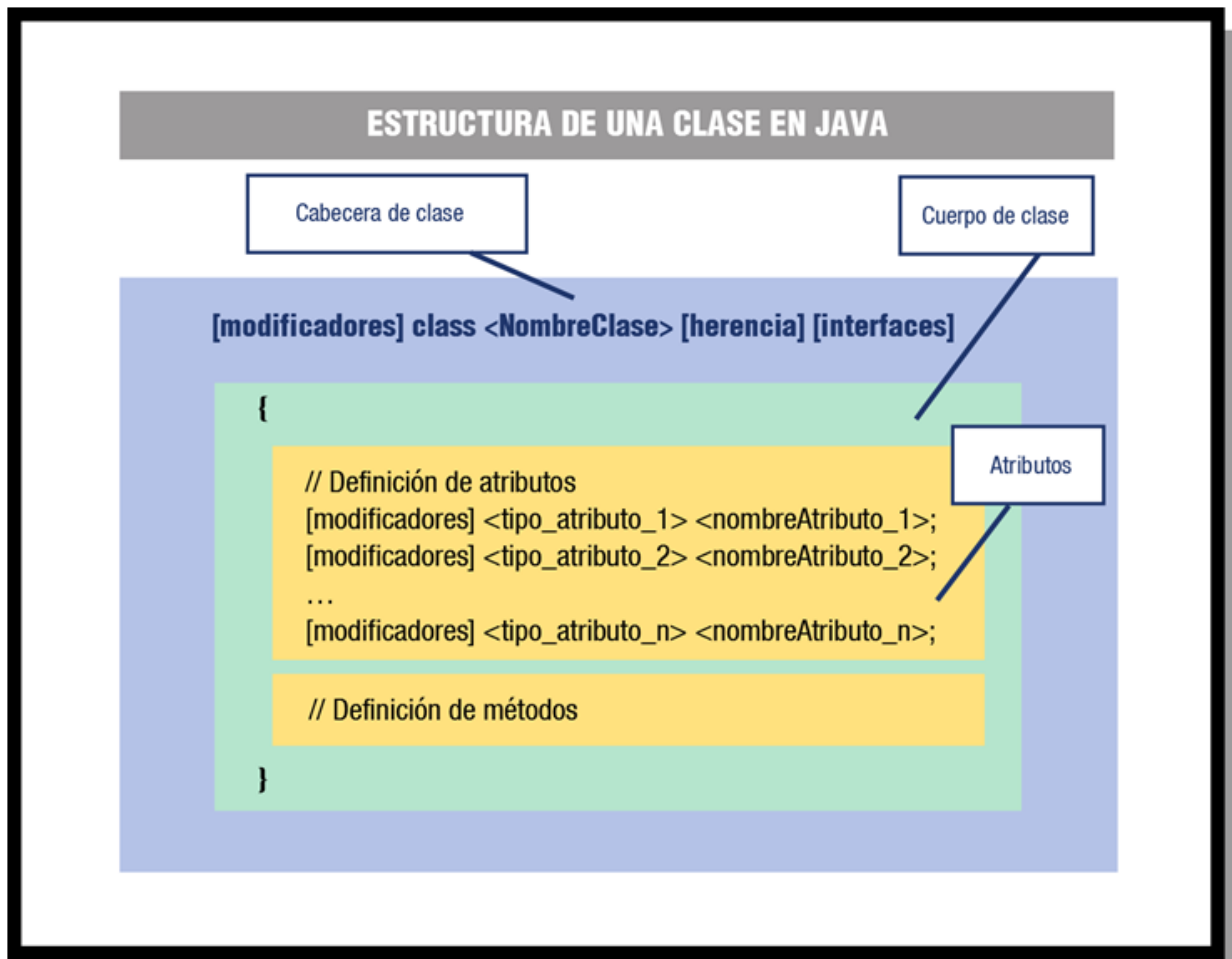 ESTRUCTURA DE UNA CLASE EN JAVA
Cabecera de clase
Cuerpo de clase
[modificadores] class <NombreClase> [herencia] [interfaces]
{
Atributos
// Definición de atributos
[modificadores] <tipo_atributo_1> <nombreAtributo_1>;
[modificadores] <tipo_atributo_2> <nombreAtributo_2>;
…
[modificadores] <tipo_atributo_n> <nombreAtributo_n>;
// Definición de métodos
}